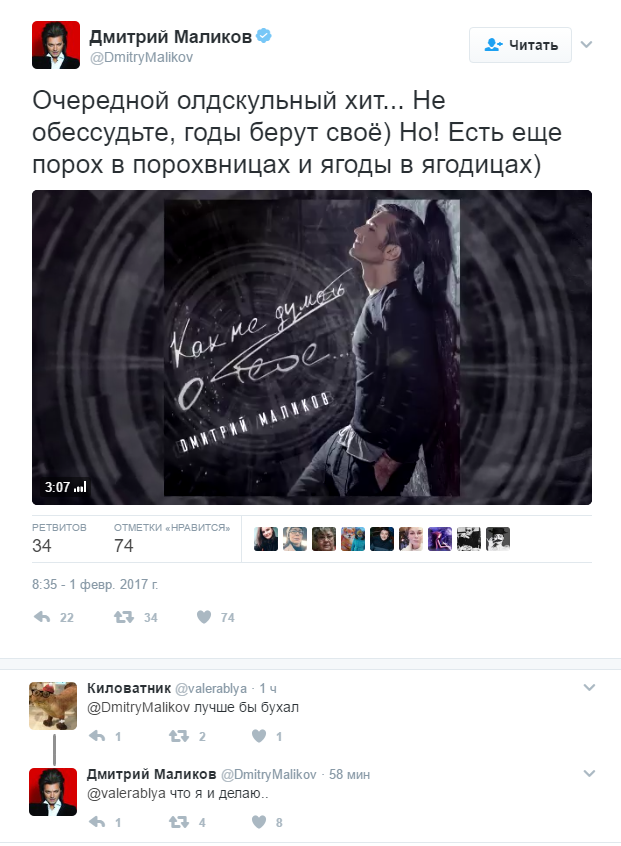 Дмитрий Маликов
@DmitryMalikov
Читать
Очередной олдскульный хит... Не
обессудьте, годы берут своё) Но! Есть еще
порох в порохвницах и ягоды в ягодицах)
Как не думать
о тебе...
ДМИТРИЙ МАЛИКОВ
3:07
РЕТВИТОВ ОТМЕТКИ «НРАВИТСЯ»
34 74
8:35 - 1 февр. 2017 г.
22 34 74
Киловатник @valerablya · 1 ч
@DmitryMalikov лучше бы бухал
1 2 1
Дмитрий Маликов @DmitryMalikov · 58 мин
@valerablya что я и делаю..
1 4 8